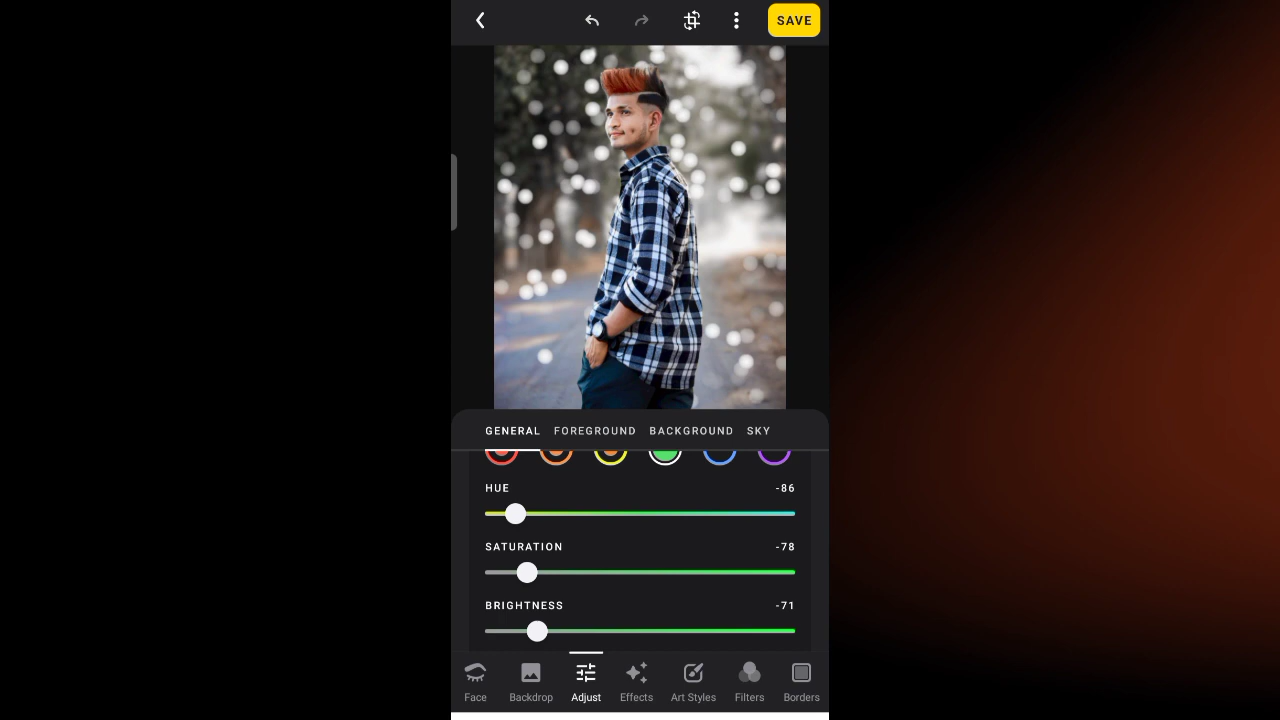 SAVE
GENERAL FOREGROUND BACKGROUND SKY
HUE -86
SATURATION -78
BRIGHTNESS -71
Face Backdrop Adjust Effects Art Styles Filters Borders